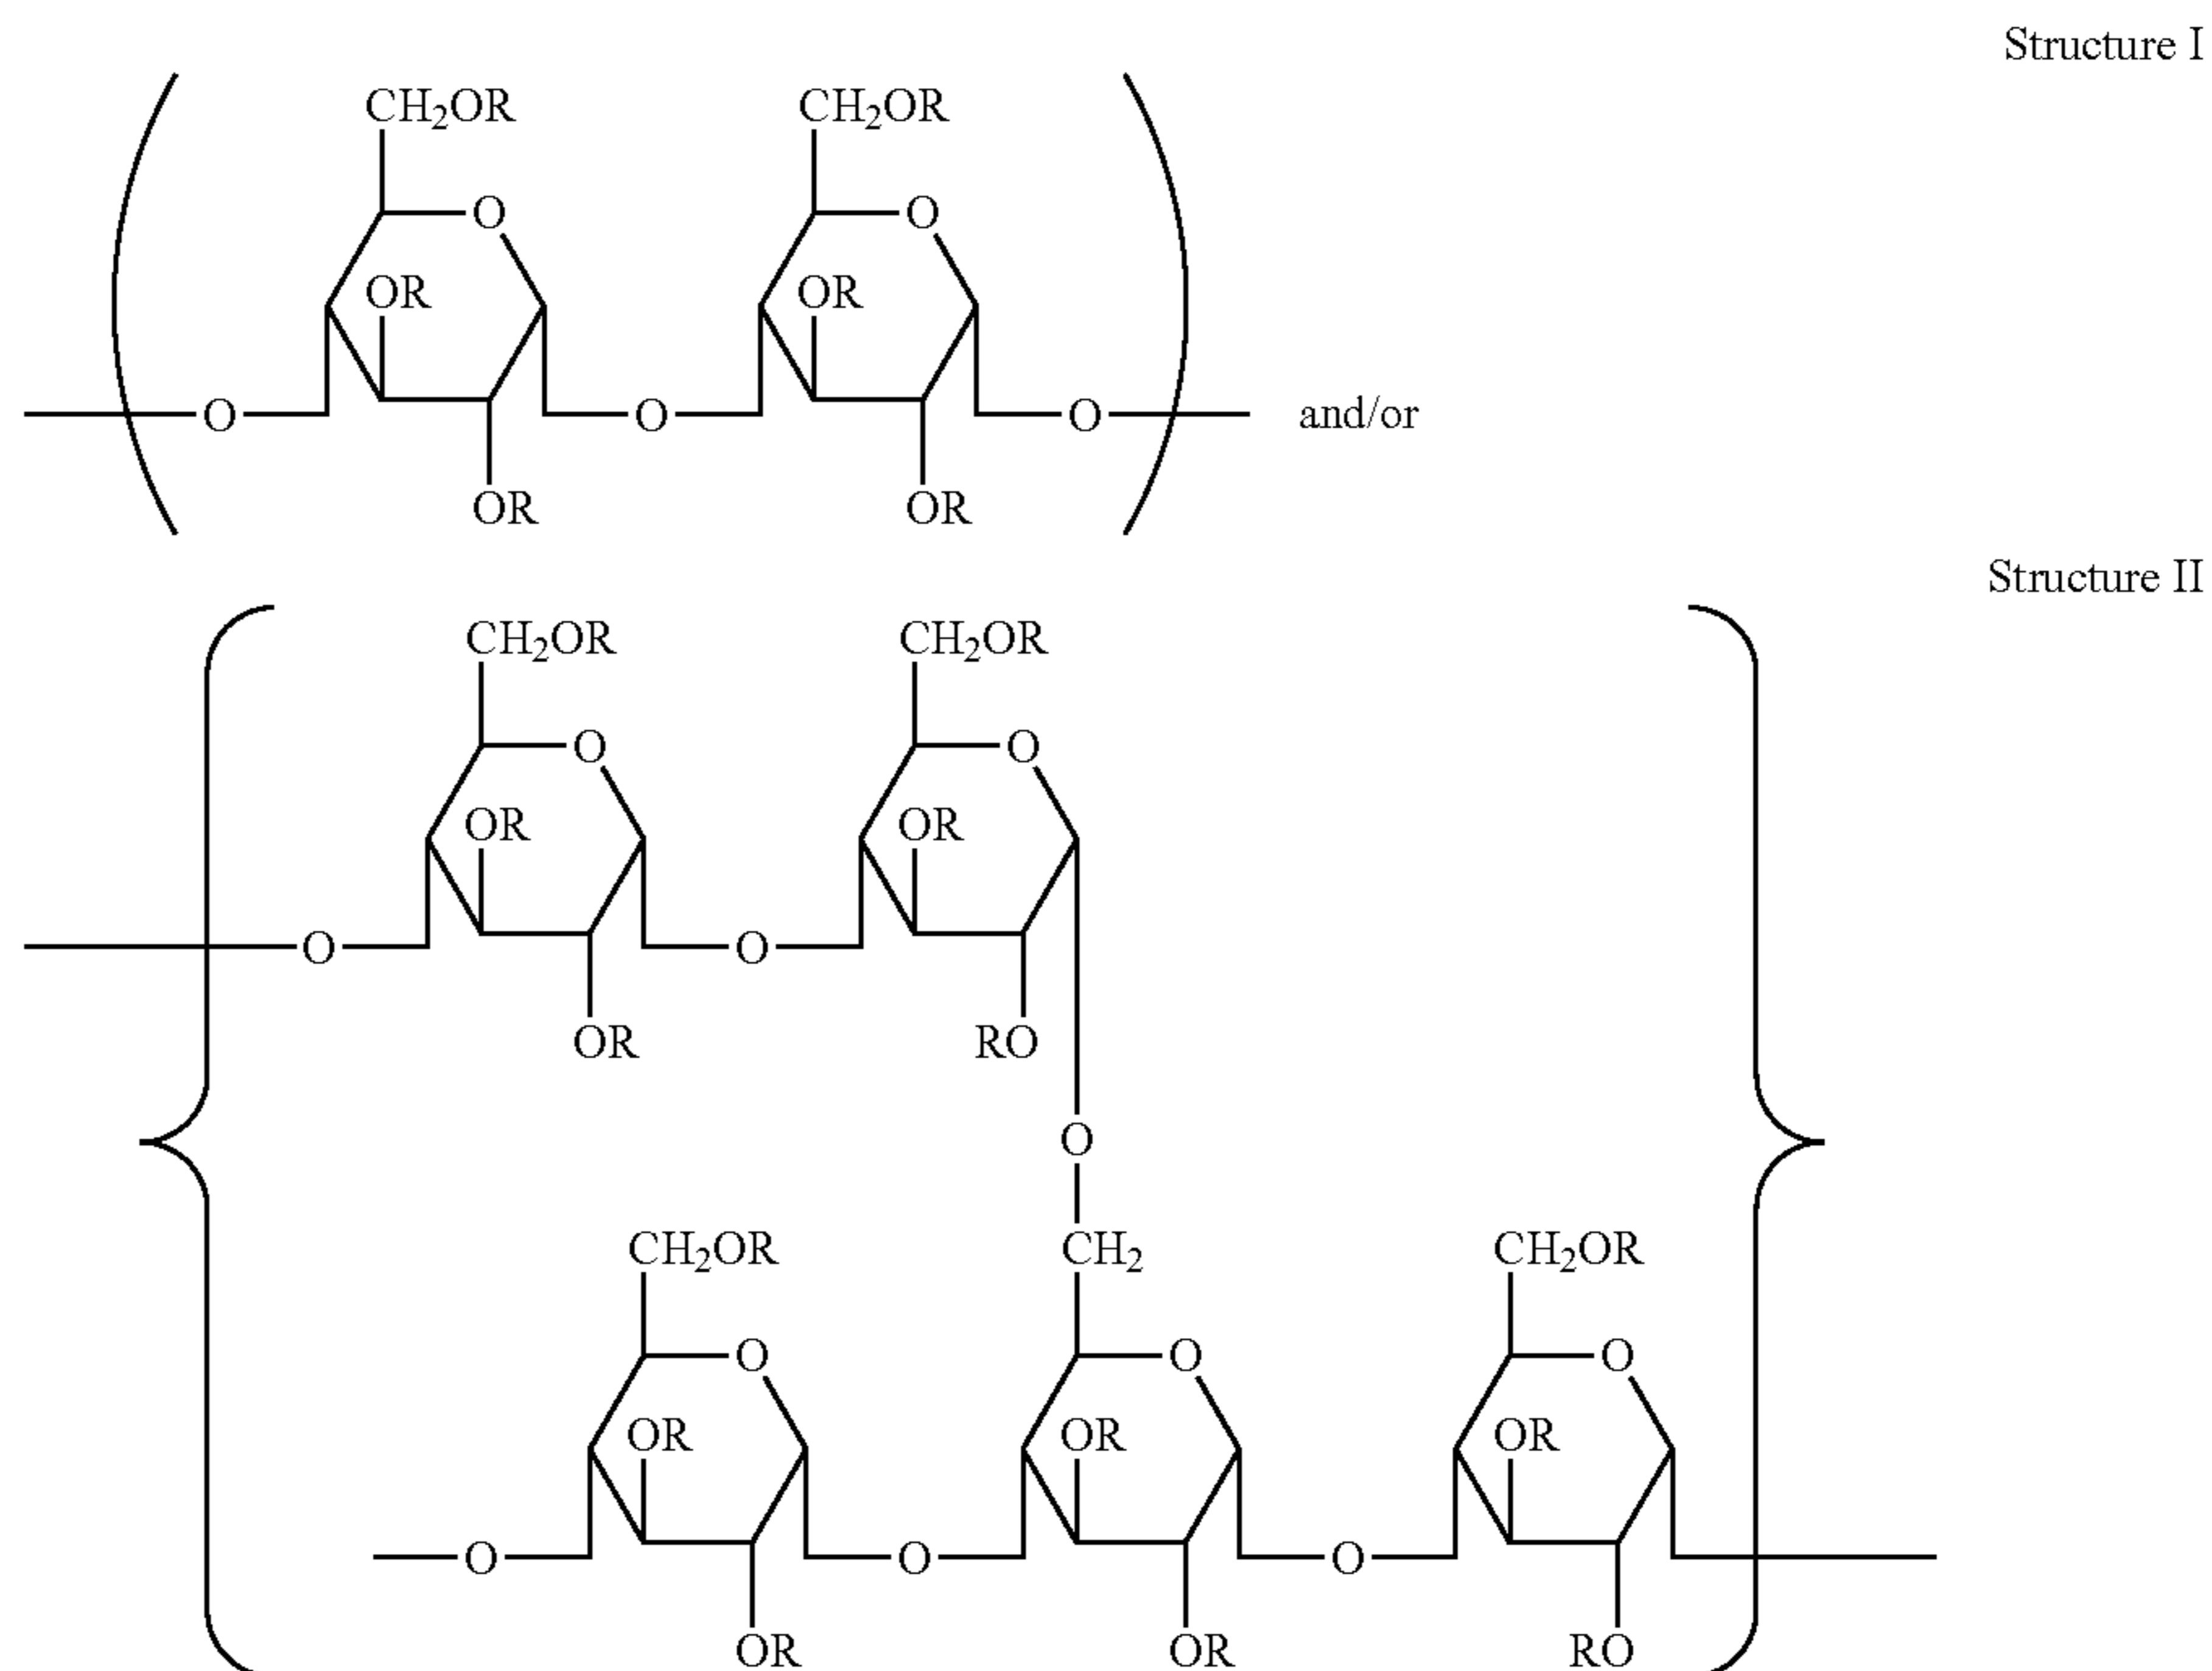 Structure I
CH2OR CH2OR
O O
OR OR
O O O and/or
OR OR
Structure II
CH2OR CH2OR
O O
OR OR
O O
OR RO
O
CH2OR CH2 CH2OR
O O O
OR OR OR
O O O
OR OR RO